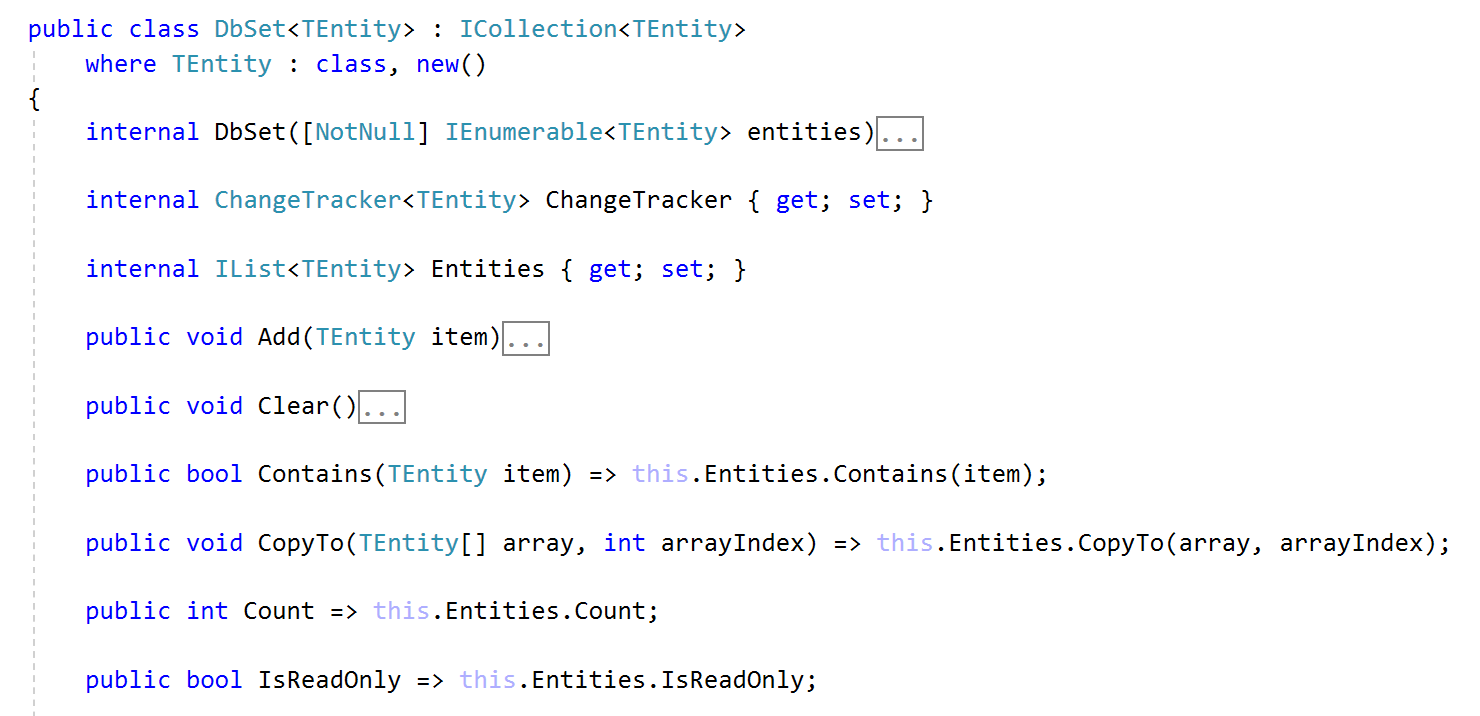 public class DbSet<TEntity> : ICollection<TEntity>
    where TEntity : class, new()
{
    internal DbSet([NotNull] IEnumerable<TEntity> entities)...
    internal ChangeTracker<TEntity> ChangeTracker { get; set; }
    internal IList<TEntity> Entities { get; set; }
    public void Add(TEntity item)...
    public void Clear()...
    public bool Contains(TEntity item) => this.Entities.Contains(item);
    public void CopyTo(TEntity[] array, int arrayIndex) => this.Entities.CopyTo(array, arrayIndex);
    public int Count => this.Entities.Count;
    public bool IsReadOnly => this.Entities.IsReadOnly;